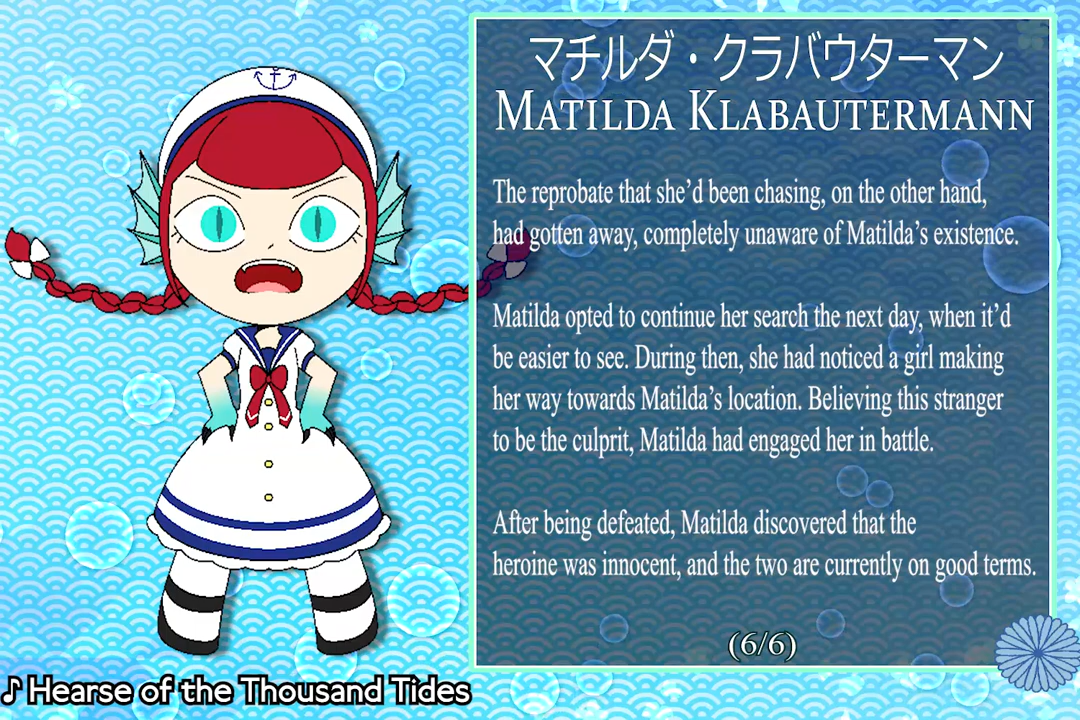 マチルダ・クラバウターマン
Matilda Klabautermann
The reprobate that she’d been chasing, on the other hand,
had gotten away, completely unaware of Matilda’s existence.
Matilda opted to continue her search the next day, when it’d
be easier to see. During then, she had noticed a girl making
her way towards Matilda’s location. Believing this stranger
to be the culprit, Matilda had engaged her in battle.
After being defeated, Matilda discovered that the
heroine was innocent, and the two are currently on good terms.
(6/6)
♪ Hearse of the Thousand Tides